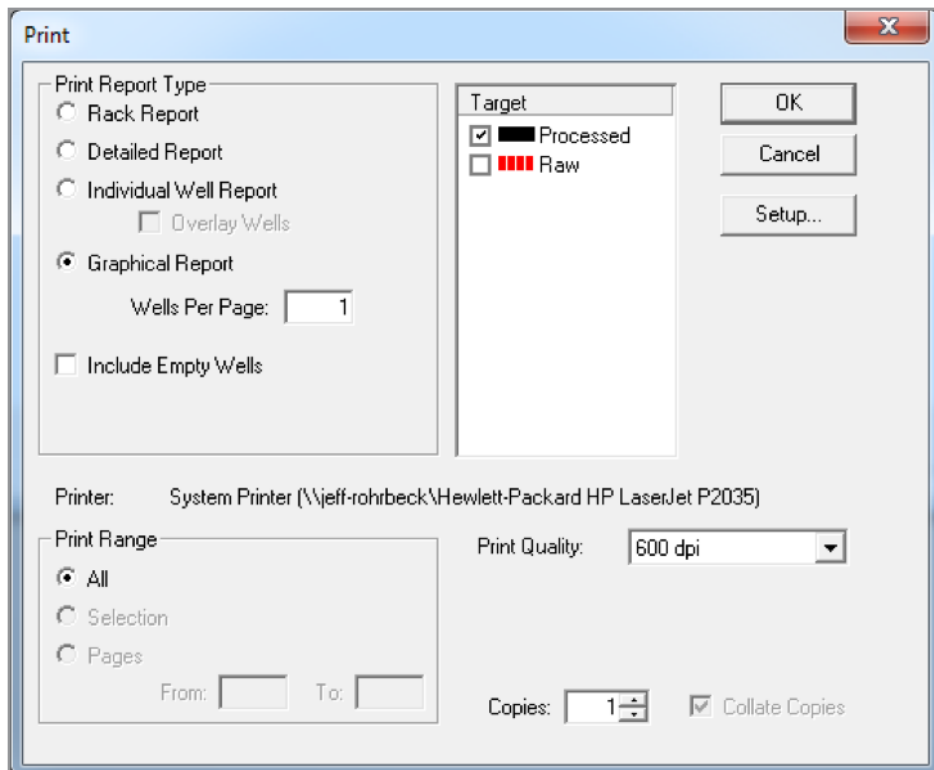 Print
Print Report Type
Rack Report
Detailed Report
Individual Well Report
Overlay Wells
Graphical Report
Wells Per Page: 1
Include Empty Wells
Target
Processed
Raw
OK
Cancel
Setup...
Printer: System Printer (\\jeff-rohrbeck\Hewlett-Packard HP LaserJet P2035)
Print Range
All
Selection
Pages
From: To:
Print Quality: 600 dpi
Copies: 1 Collate Copies